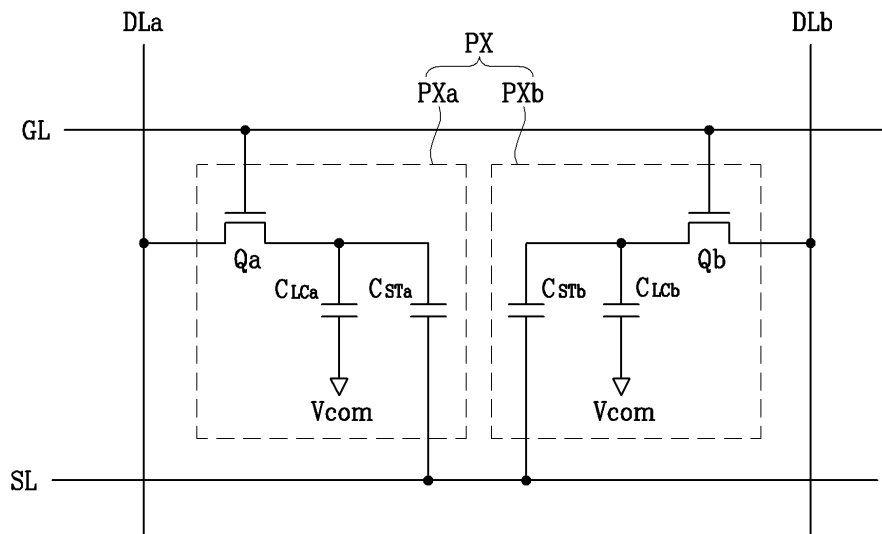 DLa
PX
DLb
PXa
PXb
GL
Qa
Qb
CLCa
CSTa
CSTb
CLCb
Vcom
Vcom
SL